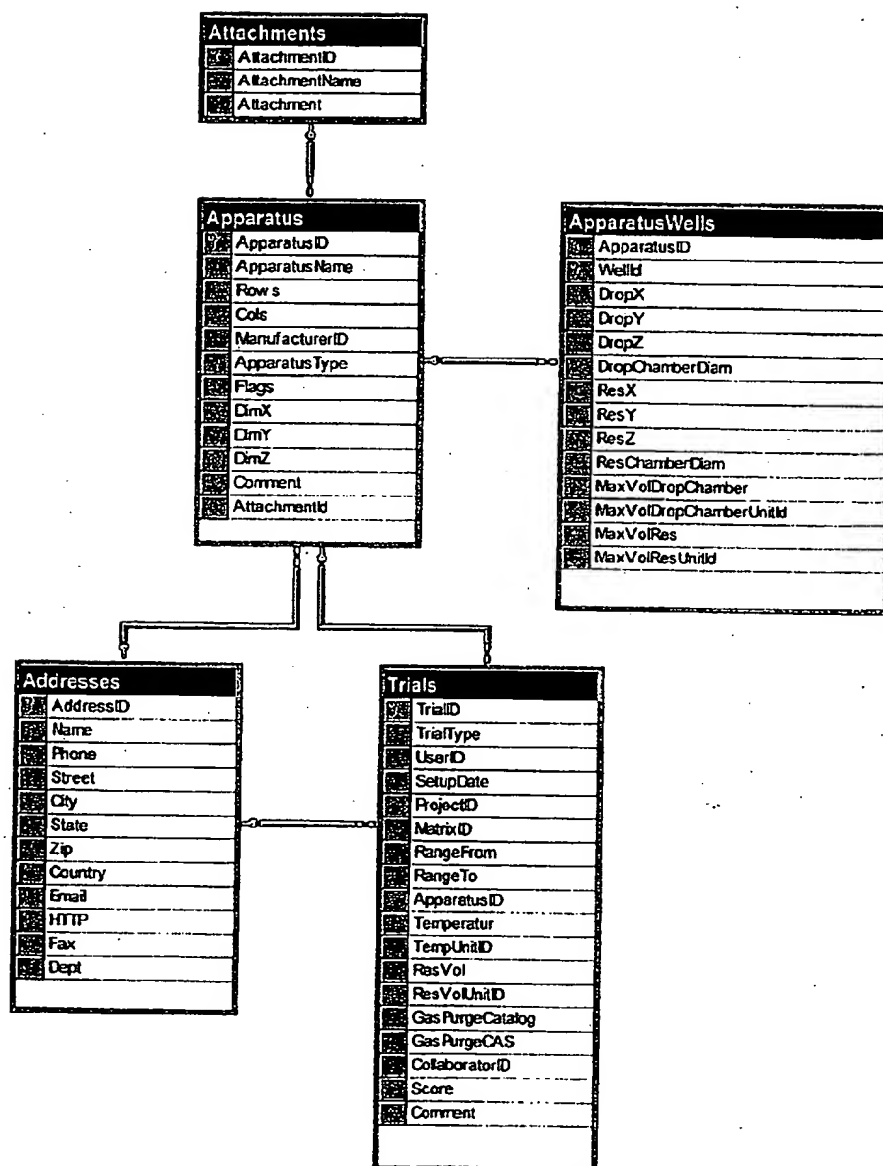 Attachments
AttachmentID
AttachmentName
Attachment
Apparatus
ApparatusID
ApparatusName
Rows
Cols
ManufacturerID
ApparatusType
Flags
DimX
DimY
DimZ
Comment
AttachmentId
ApparatusWells
ApparatusID
WellId
DropX
DropY
DropZ
DropChamberDiam
ResX
ResY
ResZ
ResChamberDiam
MaxVolDropChamber
MaxVolDropChamberUnitId
MaxVolRes
MaxVolResUnitId
Addresses
AddressID
Name
Phone
Street
City
State
Zip
Country
Email
HTTP
Fax
Dept
Trials
TrialID
TrialType
UserID
SetupDate
ProjectID
MatrixID
RangeFrom
RangeTo
ApparatusID
Temperatur
TempUnitID
ResVol
ResVolUnitID
GasPurgeCatalog
GasPurgeCAS
CollaboratorID
Score
Comment